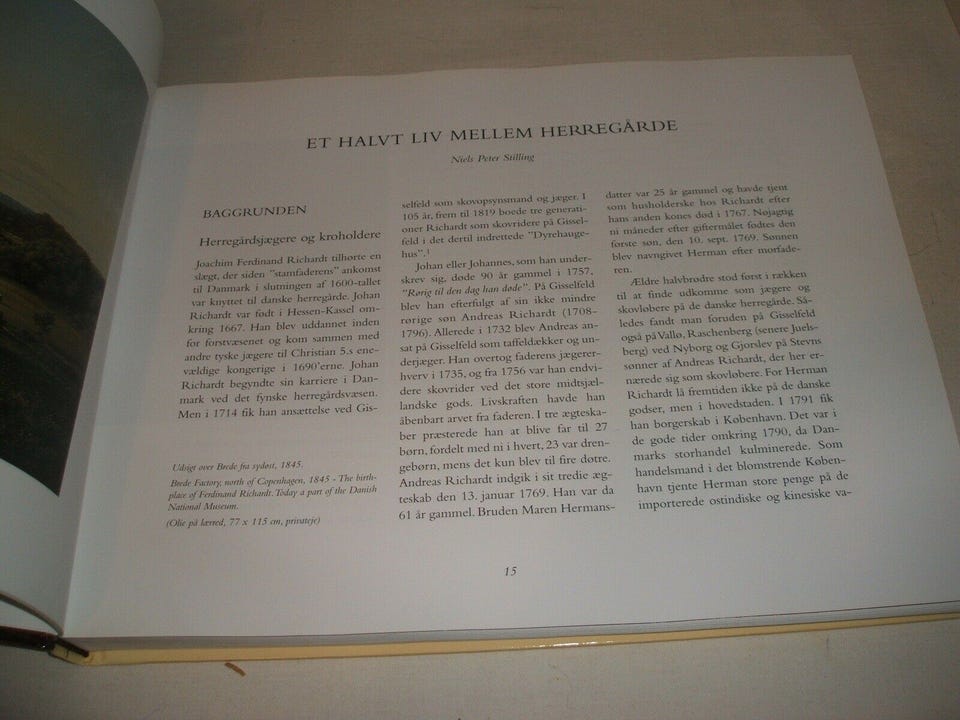 ET HALVT LIV MELLEM HERREGÅRDE
Niels Peter Stilling
BAGGRUNDEN
Herregårdsjægere og kroholdere
Joachim Ferdinand Richardt tilhørte en
slægt, der siden "stamfaderens" ankomst
til Danmark i slutningen af 1600-tallet
var knyttet til danske herregårde. Johan
Richardt var født i Hessen-Kassel om-
kring 1667. Han blev uddannet inden
for forstvæsenet og kom sammen med
andre tyske jægere til Christian 5.s ene-
vældige kongerige i 1690'erne. Johan
Richardt begyndte sin karriere i Dan-
mark ved det fynske herregårdsvæsen.
Men i 1714 fik han ansættelse ved Gis-
Udsigt over Brede fra sydøst, 1845.
Brede Factory, north of Copenhagen, 1845 - The birth-
place of Ferdinand Richardt. Today a part of the Danish
National Museum.
(Olie på lærred, 77 x 115 cm, privateje)
selfeld som skovopsynsmand og jæger. I
105 år, frem til 1819 boede tre generati-
oner Richardt som skovridere på Gissel-
feld i det dertil indrettede "Dyrehauge-
hus".¹
Johan eller Johannes, som han under-
skrev sig, døde 90 år gammel i 1757,
"Rørig til den dag han døde". På Gisselfeld
blev han efterfulgt af sin ikke mindre
rørige søn Andreas Richardt (1708-
1796). Allerede i 1732 blev Andreas an-
sat på Gisselfeld som taffeldækker og un-
derjæger. Han overtog faderens jægerer-
hverv i 1735, og fra 1756 var han endvi-
dere skovrider ved det store midtsjæl-
landske gods. Livskraften havde han
åbenbart arvet fra faderen. I tre ægteska-
ber præsterede han at blive far til 27
børn, fordelt med ni i hvert, 23 var dren-
gebørn, mens det kun blev til fire døtre.
Andreas Richardt indgik i sit tredie æg-
teskab den 13. januar 1769. Han var da
61 år gammel. Bruden Maren Hermans-
datter var 25 år gammel og havde tjent
som husholderske hos Richardt efter
hans anden kones død i 1767. Nøjagtig
ni måneder efter giftermålet fødtes den
første søn, den 10. sept. 1769. Sønnen
blev navngivet Herman efter morfade-
ren.
Ældre halvbrødre stod først i rækken
til at finde udkomme som jægere og
skovløbere på de danske herregårde. Så-
ledes fandt man foruden på Gisselfeld
også på Vallø, Raschenberg (senere Juels-
berg) ved Nyborg og Gjorslev på Stevns
sønner af Andreas Richardt, der her er-
nærede sig som skovløbere. For Herman
Richardt lå fremtiden ikke på de danske
godser, men i hovedstaden. I 1791 fik
han borgerskab i København. Det var i
de gode tider omkring 1790, da Dan-
marks storhandel kulminerede. Som
handelsmand i det blomstrende Køben-
havn tjente Herman store penge på de
importerede ostindiske og kinesiske va-
15